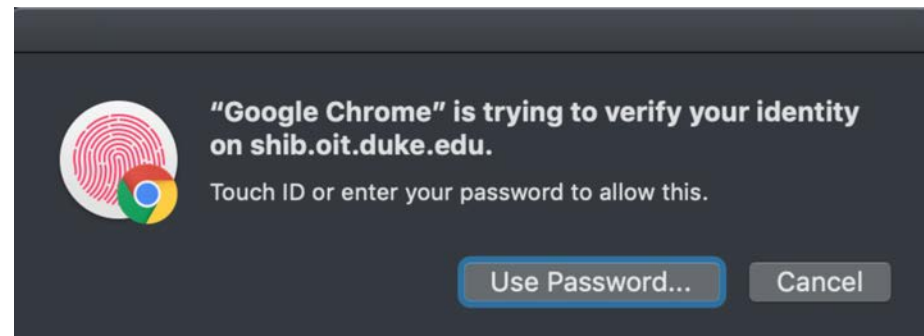 "Google Chrome" is trying to verify your identity
on shib.oit.duke.edu.
Touch ID or enter your password to allow this.
Use Password...
Cancel